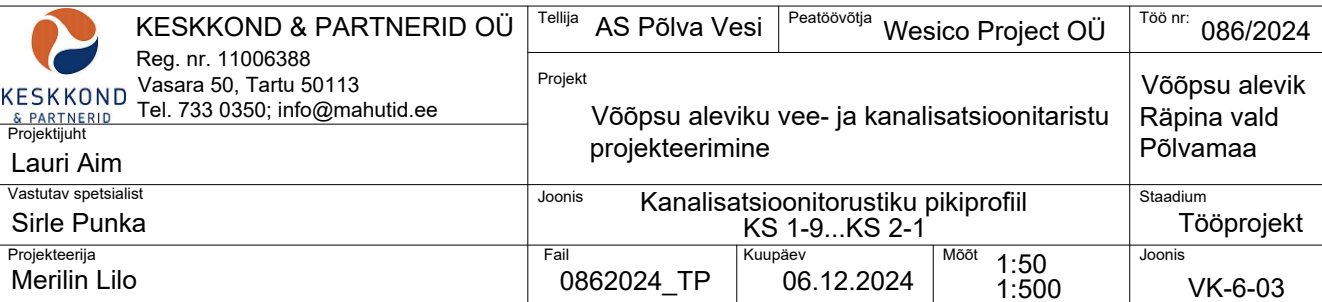 KESKKOND
& PARTNERID
KESKKOND & PARTNERID OÜ
Reg. nr. 11006388
Vasara 50, Tartu 50113
Tel. 733 0350; info@mahutid.ee
Tellija AS Põlva Vesi
Peatöövõtja Wesico Project OÜ
Töö nr: 086/2024
Projekt
Võõpsu aleviku vee- ja kanalisatsioonitaristu
projekteerimine
Võõpsu alevik
Räpina vald
Põlvamaa
Projektijuht
Lauri Aim
Vastutav spetsialist
Sirle Punka
Joonis
Kanalisatsioonitorustiku pikiprofiil
KS 1-9...KS 2-1
Staadium
Tööprojekt
Projekteerija
Merilin Lilo
Fail
0862024_TP
Kuupäev
06.12.2024
Mõõt
1:50
1:500
Joonis
VK-6-03